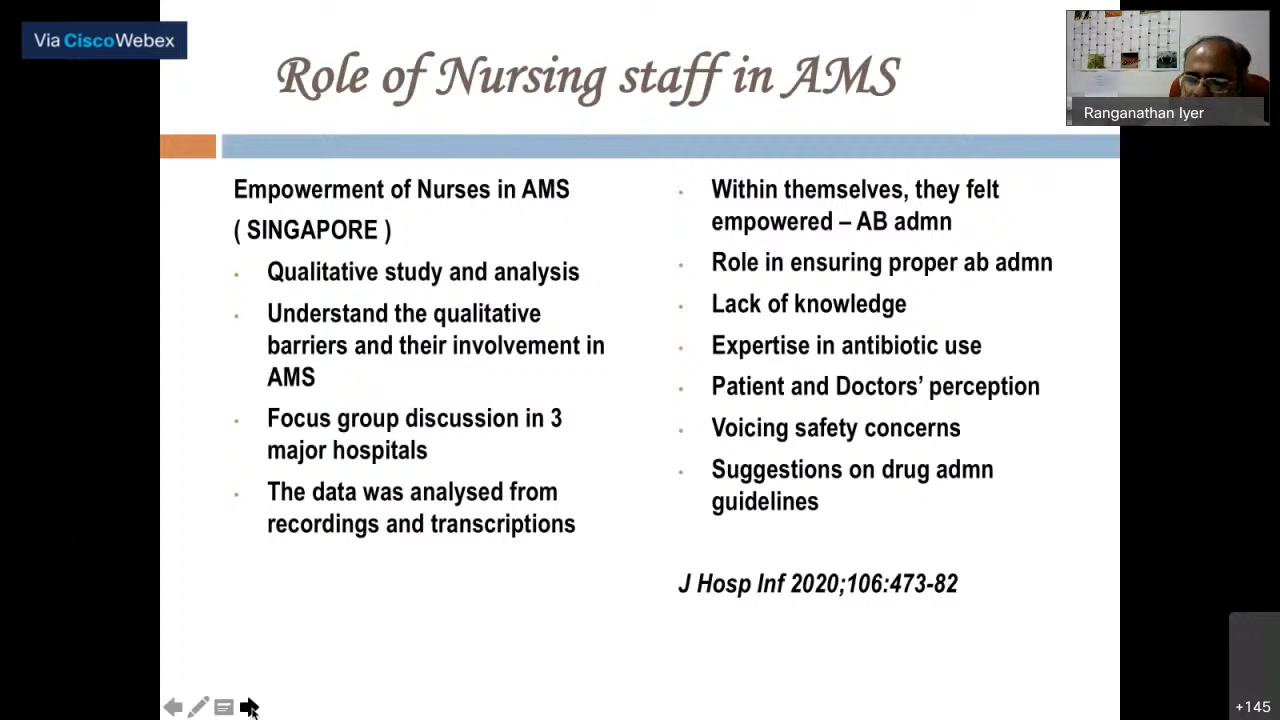 Via CiscoWebex
Role of Nursing staff in AMS
Ranganathan Iyer
Empowerment of Nurses in AMS
( SINGAPORE )
Qualitative study and analysis
Understand the qualitative
barriers and their involvement in
AMS
Focus group discussion in 3
major hospitals
The data was analysed from
recordings and transcriptions
Within themselves, they felt
empowered – AB admn
Role in ensuring proper ab admn
Lack of knowledge
Expertise in antibiotic use
Patient and Doctors’ perception
Voicing safety concerns
Suggestions on drug admn
guidelines
J Hosp Inf 2020;106:473-82
+145